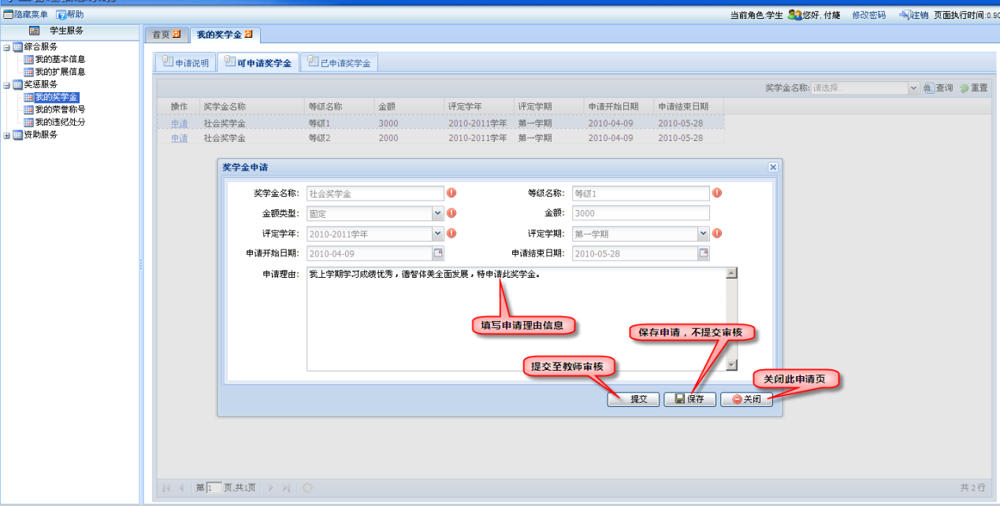 隐藏菜单 帮助 当前角色:学生 您好,付㛹 修改密码 注销 页面执行时间:0.90
学生服务
首页 我的奖学金
综合服务
我的基本信息
我的扩展信息
奖惩服务
我的奖学金
我的荣誉称号
我的违纪处分
资助服务
申请说明 可申请奖学金 已申请奖学金
奖学金名称: 请选择.. 查询 重置
操作 奖学金名称 等级名称 金额 评定学年 评定学期 申请开始日期 申请结束日期
申请 社会奖学金 等级1 3000 2010-2011学年 第一学期 2010-04-09 2010-05-28
申请 社会奖学金 等级2 2000 2010-2011学年 第一学期 2010-04-09 2010-05-28
奖学金申请
奖学金名称: 社会奖学金 等级名称: 等级1
金额类型: 固定 金额: 3000
评定学年: 2010-2011学年 评定学期: 第一学期
申请开始日期: 2010-04-09 申请结束日期: 2010-05-28
申请理由: 我上学期学习成绩优秀，德智体美全面发展，特申请此奖学金。
填写申请理由信息
保存申请，不提交审核
提交至教师审核
关闭此申请页
提交 保存 关闭
第 1 页,共1页 共 2 行